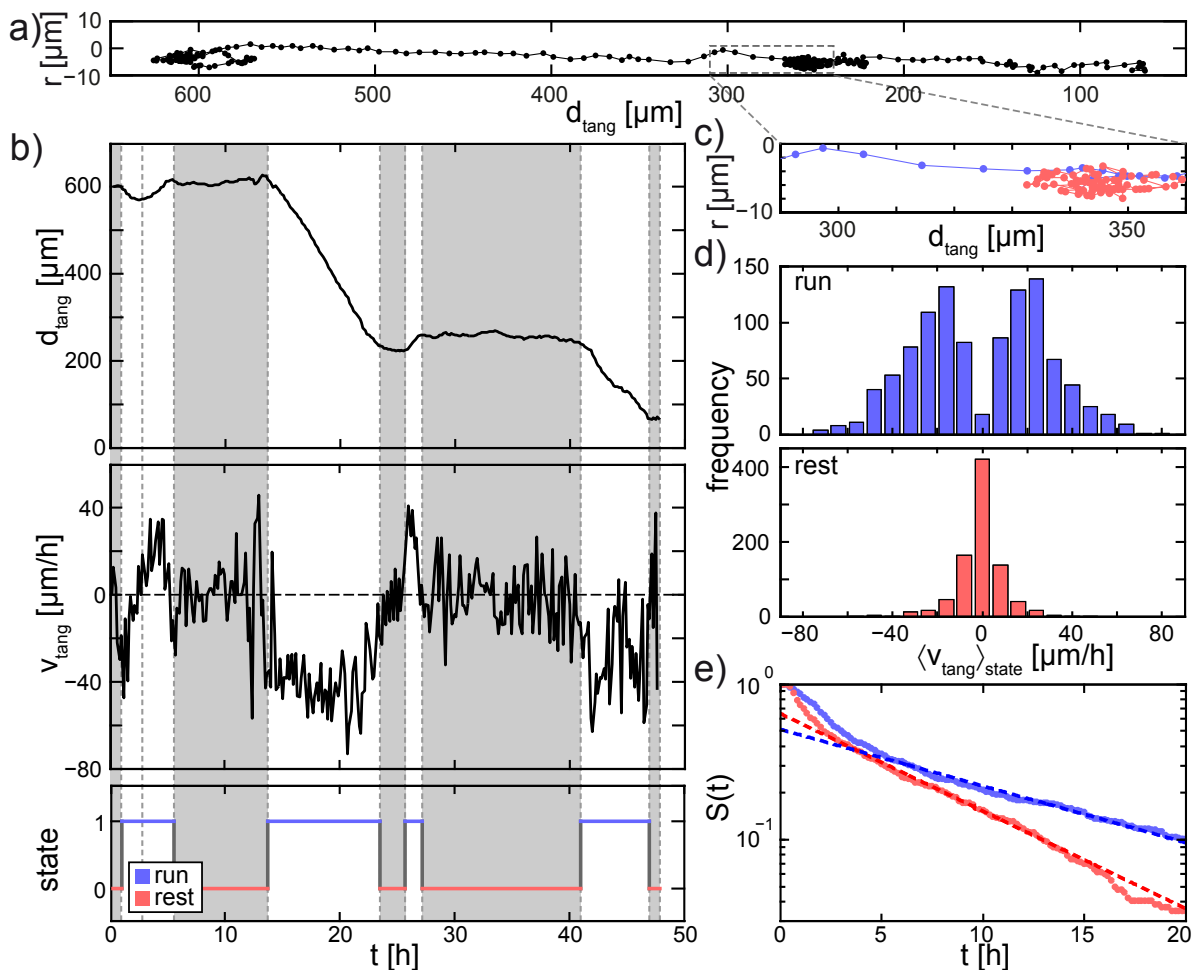 a)
r [µm]
10
0
−10
600
500
400
300
200
100
d_tang [µm]
b)
d_tang [µm]
600
400
200
0
v_tang [µm/h]
40
0
−40
−80
state
1
0
run
rest
0
10
20
30
40
50
t [h]
c)
r [µm]
0
−10
300
350
d_tang [µm]
d)
frequency
run
150
100
50
0
rest
400
200
0
−80
−40
0
40
80
⟨v_tang⟩_state [µm/h]
e)
S(t)
10^0
10^−1
0
5
10
15
20
t [h]